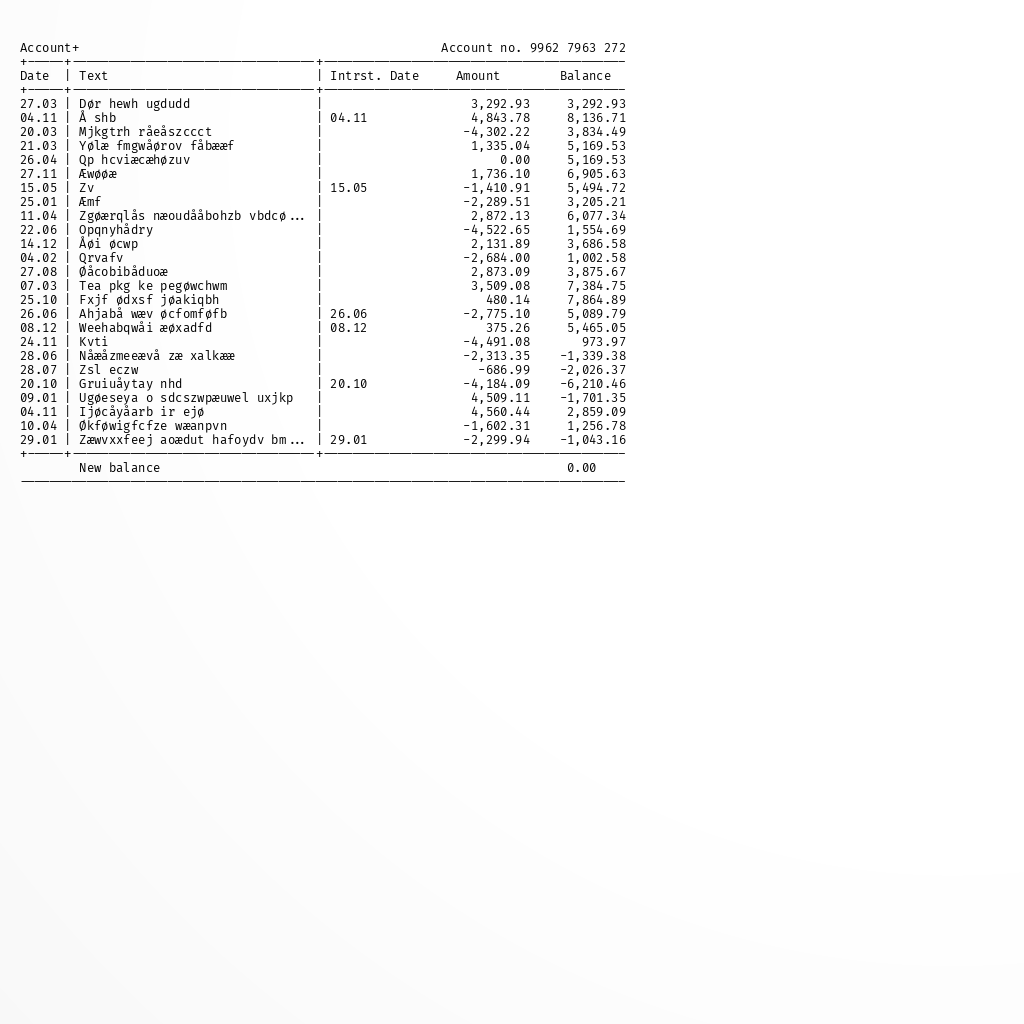 Account+ Account no. 9962 7963 272
Date | Text | Intrst. Date Amount Balance
27.03 | Dør hewh ugdudd | 3,292.93 3,292.93
04.11 | Å shb | 04.11 4,843.78 8,136.71
20.03 | Mjkgtrh råeåszccct | -4,302.22 3,834.49
21.03 | Yølæ fmgwåørov fåbææf | 1,335.04 5,169.53
26.04 | Qp hcviæcæhøzuv | 0.00 5,169.53
27.11 | Æwøøæ | 1,736.10 6,905.63
15.05 | Zv | 15.05 -1,410.91 5,494.72
25.01 | Æmf | -2,289.51 3,205.21
11.04 | Zgøærqlås næoudååbohzb vbdcø... | 2,872.13 6,077.34
22.06 | Opqnyhådry | -4,522.65 1,554.69
14.12 | Åøi øcwp | 2,131.89 3,686.58
04.02 | Qrvafv | -2,684.00 1,002.58
27.08 | Øåcobibåduoæ | 2,873.09 3,875.67
07.03 | Tea pkg ke pegøwchwm | 3,509.08 7,384.75
25.10 | Fxjf ødxsf jøakiqbh | 480.14 7,864.89
26.06 | Ahjabå wæv øcfomføfb | 26.06 -2,775.10 5,089.79
08.12 | Weehabqwåi æøxadfd | 08.12 375.26 5,465.05
24.11 | Kvti | -4,491.08 973.97
28.06 | Nåæåzmeeævå zæ xalkææ | -2,313.35 -1,339.38
28.07 | Zsl eczw | -686.99 -2,026.37
20.10 | Gruiuåytay nhd | 20.10 -4,184.09 -6,210.46
09.01 | Ugøeseya o sdcszwpæuwel uxjkp | 4,509.11 -1,701.35
04.11 | Ijøcåyåarb ir ejø | 4,560.44 2,859.09
10.04 | Økføwigfcfze wæanpvn | -1,602.31 1,256.78
29.01 | Zæwvxxfeej aoædut hafoydv bm... | 29.01 -2,299.94 -1,043.16
New balance 0.00